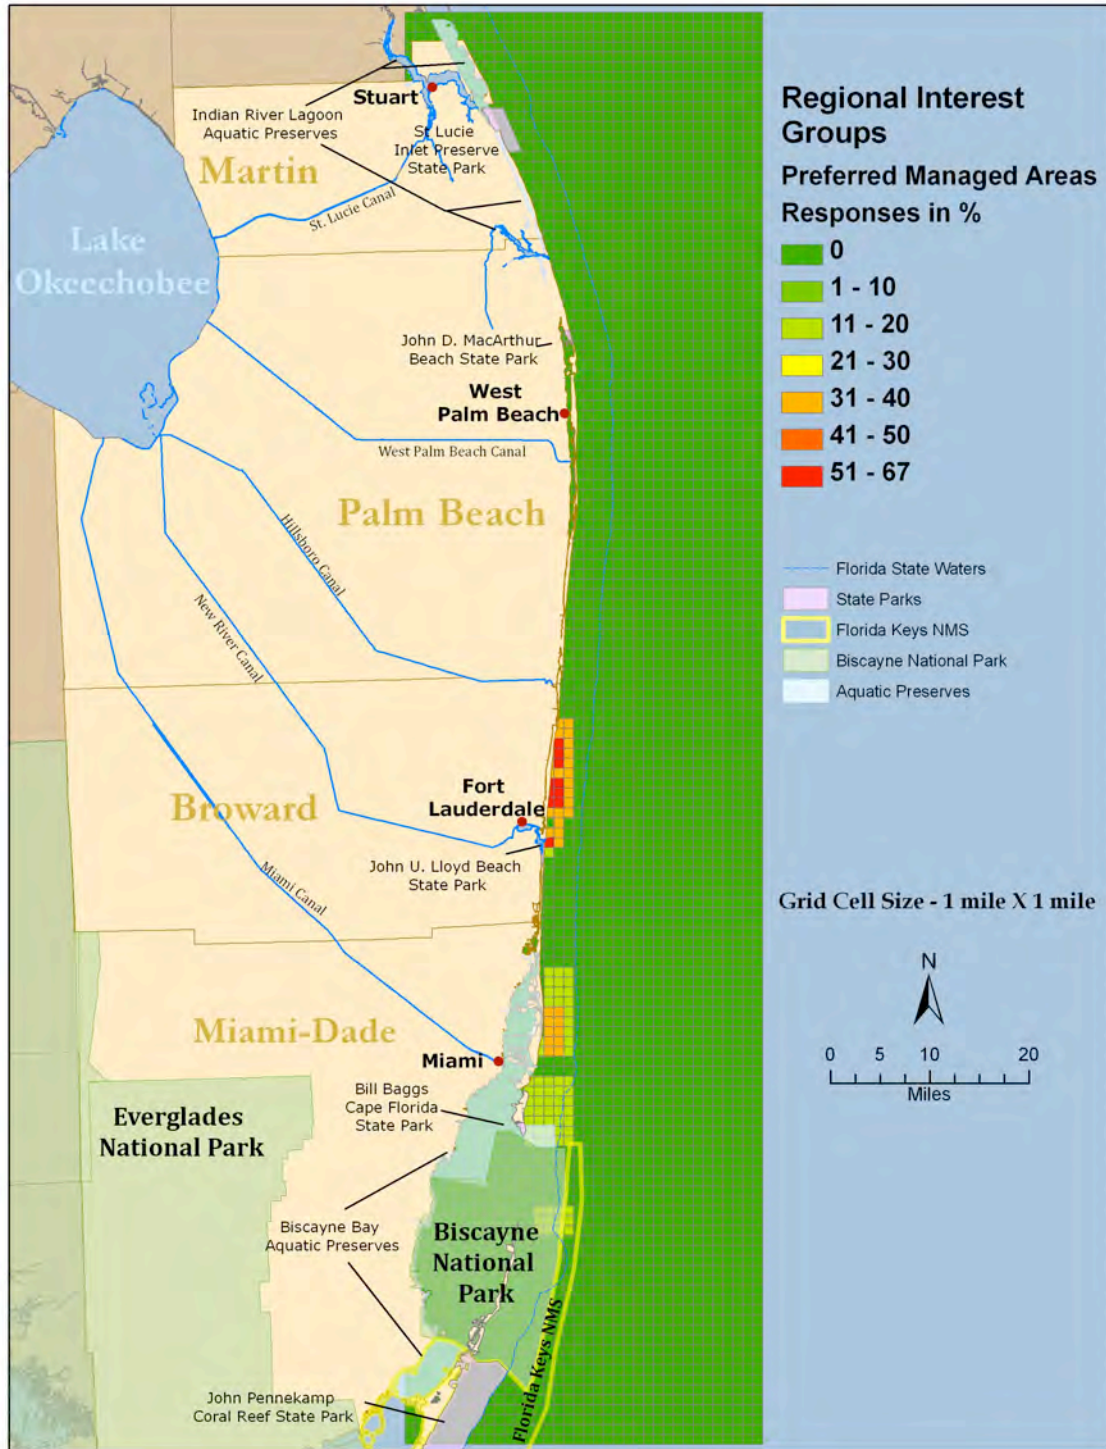 Stuart
Indian River Lagoon
Aquatic Preserves
St Lucie
Inlet Preserve
State Park
Martin
St. Lucie Canal
Lake
Okeechobee
John D. MacArthur
Beach State Park
West
Palm Beach
West Palm Beach Canal
Palm Beach
Hillsboro Canal
New River Canal
Fort
Lauderdale
Broward
John U. Lloyd Beach
State Park
Miami Canal
Miami-Dade
Miami
Bill Baggs
Cape Florida
State Park
Everglades
National Park
Biscayne Bay
Aquatic Preserves
Biscayne
National
Park
Florida Keys NMS
John Pennekamp
Coral Reef State Park
Regional Interest
Groups
Preferred Managed Areas
Responses in %
0
1 - 10
11 - 20
21 - 30
31 - 40
41 - 50
51 - 67
Florida State Waters
State Parks
Florida Keys NMS
Biscayne National Park
Aquatic Preserves
Grid Cell Size - 1 mile X 1 mile
N
0 5 10 20
Miles